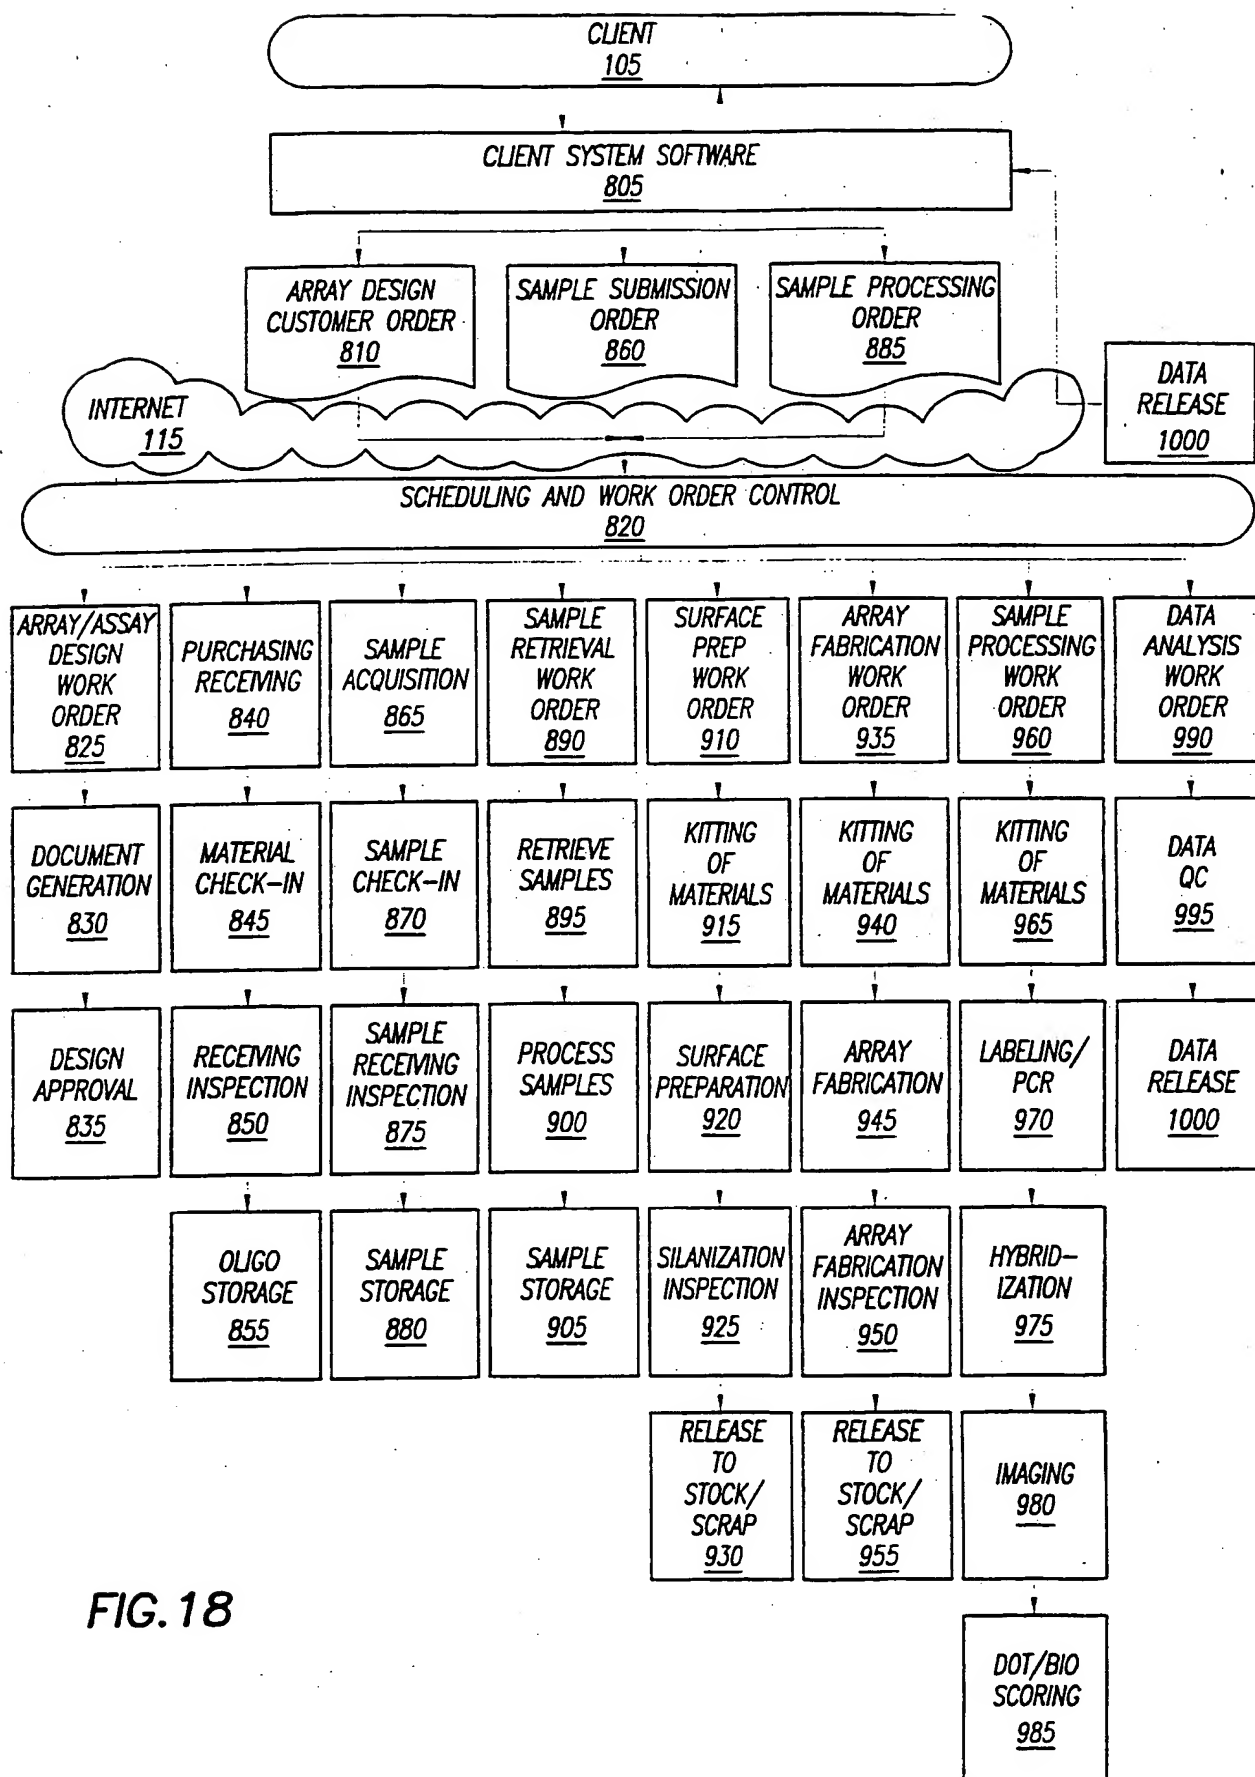 CLIENT
105
CLIENT SYSTEM SOFTWARE
805
ARRAY DESIGN
CUSTOMER ORDER
810
SAMPLE SUBMISSION
ORDER
860
SAMPLE PROCESSING
ORDER
885
DATA
RELEASE
1000
INTERNET
115
SCHEDULING AND WORK ORDER CONTROL
820
ARRAY/ASSAY
DESIGN
WORK
ORDER
825
PURCHASING
RECEIVING
840
SAMPLE
ACQUISITION
865
SAMPLE
RETRIEVAL
WORK
ORDER
890
SURFACE
PREP
WORK
ORDER
910
ARRAY
FABRICATION
WORK
ORDER
935
SAMPLE
PROCESSING
WORK
ORDER
960
DATA
ANALYSIS
WORK
ORDER
990
DOCUMENT
GENERATION
830
MATERIAL
CHECK-IN
845
SAMPLE
CHECK-IN
870
RETRIEVE
SAMPLES
895
KITTING
OF
MATERIALS
915
KITTING
OF
MATERIALS
940
KITTING
OF
MATERIALS
965
DATA
QC
995
DESIGN
APPROVAL
835
RECEIVING
INSPECTION
850
SAMPLE
RECEIVING
INSPECTION
875
PROCESS
SAMPLES
900
SURFACE
PREPARATION
920
ARRAY
FABRICATION
945
LABELING/
PCR
970
DATA
RELEASE
1000
OLIGO
STORAGE
855
SAMPLE
STORAGE
880
SAMPLE
STORAGE
905
SILANIZATION
INSPECTION
925
ARRAY
FABRICATION
INSPECTION
950
HYBRID-
IZATION
975
RELEASE
TO
STOCK/
SCRAP
930
RELEASE
TO
STOCK/
SCRAP
955
IMAGING
980
DOT/BIO
SCORING
985
FIG.18